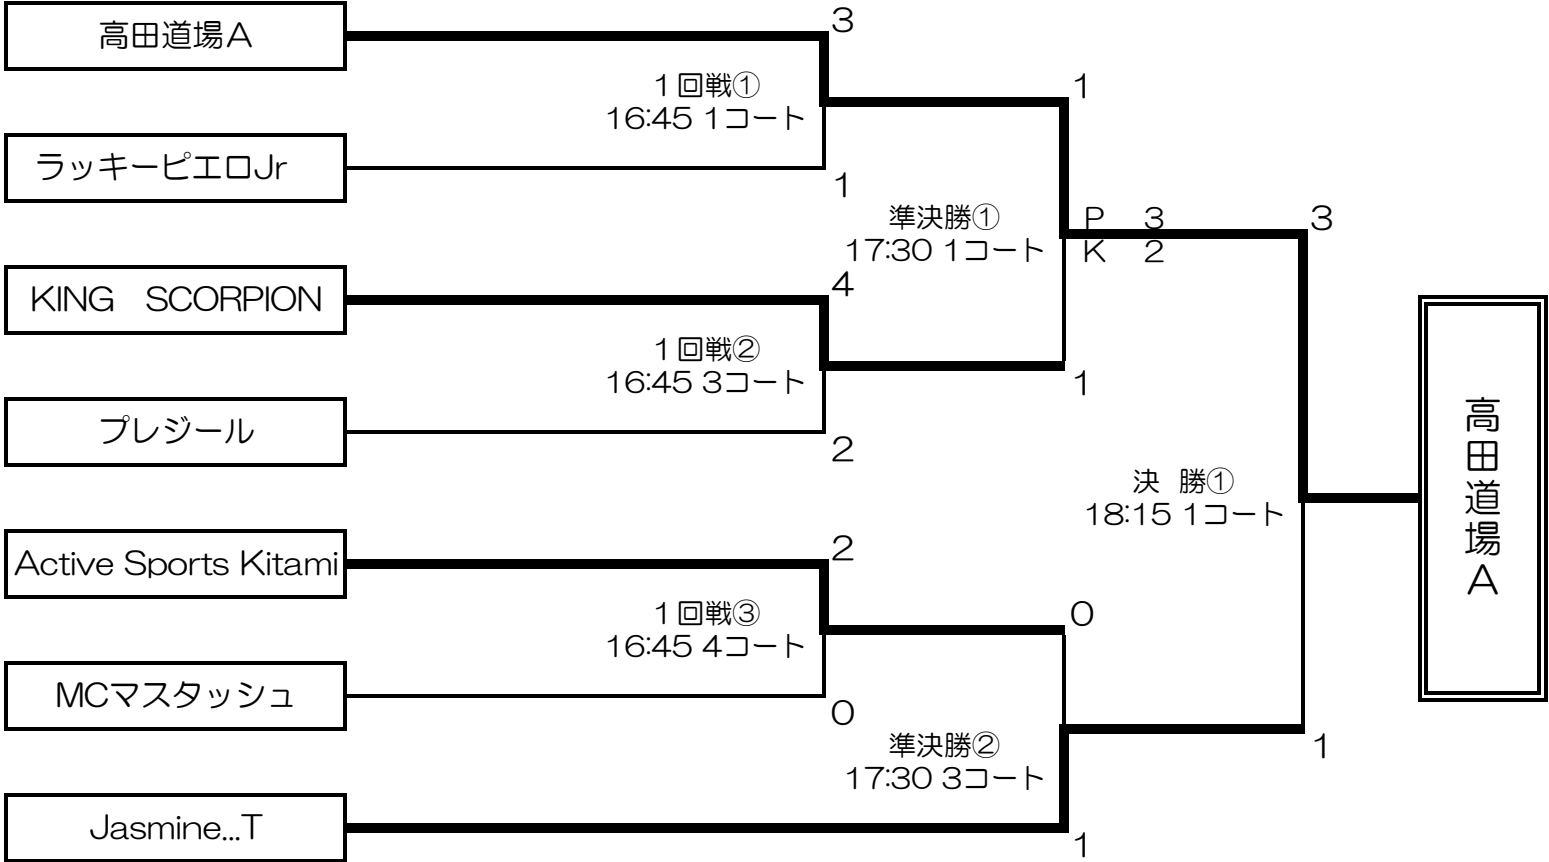 高田道場A
3
1回戦①
16:45 1コート
1
ラッキーピエロJr
1
準決勝①
17:30 1コート
P 3
K 2
3
KING SCORPION
4
1回戦②
16:45 3コート
1
プレジール
2
決 勝①
18:15 1コート
高田道場A
Active Sports Kitami
2
1回戦③
16:45 4コート
0
MCマスタッシュ
0
準決勝②
17:30 3コート
1
Jasmine...T
1